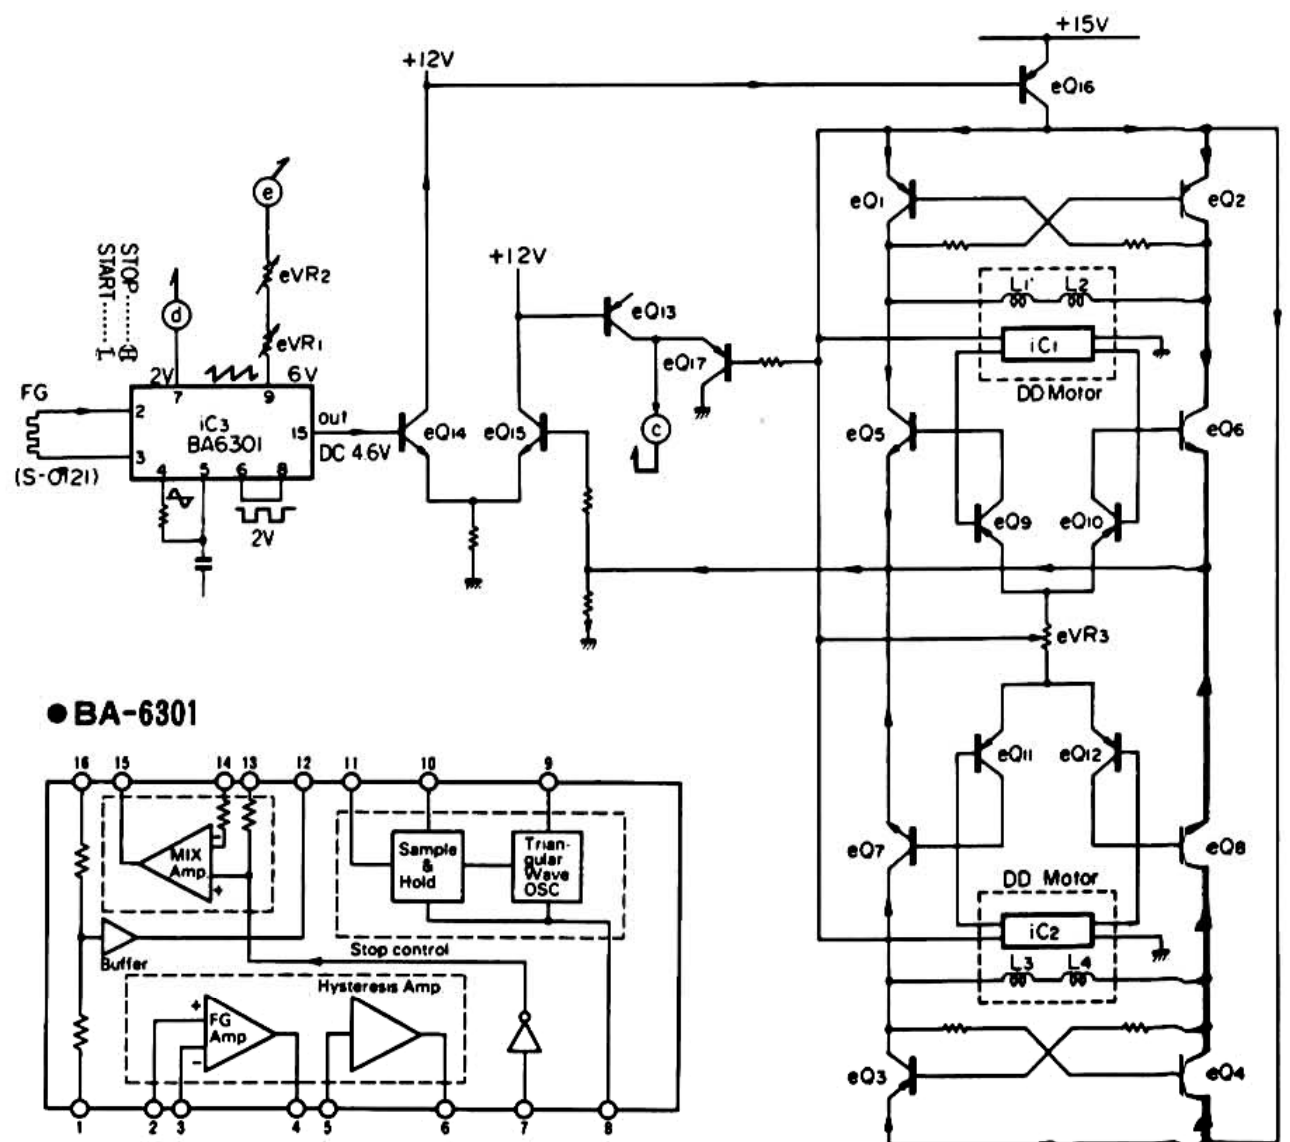 +15V
+12V
eQ16
e
eQ1
eQ2
STOP......H
START......L
+12V
eVR2
d
L1
L2
eQ13
eVR1
iC1
eQ17
2V
6V
DD Motor
FG
7
9
2
iC3
out
c
BA6301
15
eQ14
eQ15
eQ5
eQ6
DC 4.6V
3
4
5
6
8
eQ9
eQ10
2V
eVR3
● BA-6301
eQ11
eQ12
16
15
14
13
12
11
10
9
-
MIX
Amp
+
Sample
&
Hold
Trian-
gular
Wave
OSC
eQ7
eQ8
DD Motor
iC2
Buffer
Stop control
L3
L4
Hysteresis Amp
+
FG
Amp
-
eQ3
eQ4
1
2
3
4
5
6
7
8